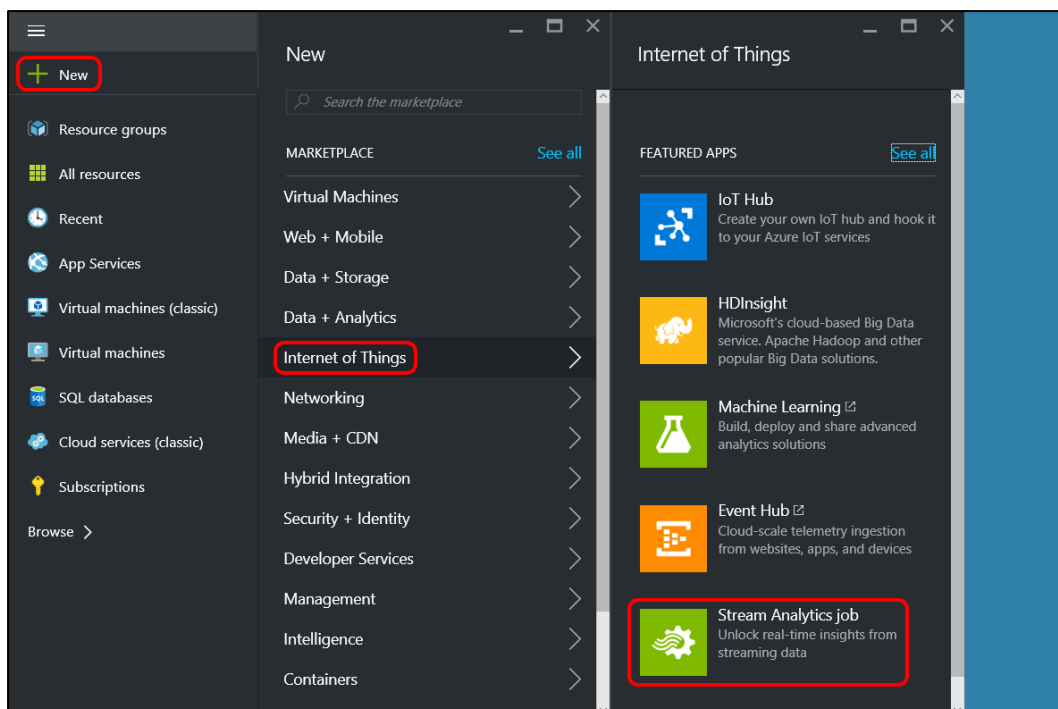 New
Resource groups
All resources
Recent
App Services
Virtual machines (classic)
Virtual machines
SQL databases
Cloud services (classic)
Subscriptions
Browse
New
Search the marketplace
MARKETPLACE See all
Virtual Machines
Web + Mobile
Data + Storage
Data + Analytics
Internet of Things
Networking
Media + CDN
Hybrid Integration
Security + Identity
Developer Services
Management
Intelligence
Containers
Internet of Things
FEATURED APPS See all
IoT Hub
Create your own IoT hub and hook it
to your Azure IoT services
HDInsight
Microsoft's cloud-based Big Data
service. Apache Hadoop and other
popular Big Data solutions.
Machine Learning
Build, deploy and share advanced
analytics solutions
Event Hub
Cloud-scale telemetry ingestion
from websites, apps, and devices
Stream Analytics job
Unlock real-time insights from
streaming data